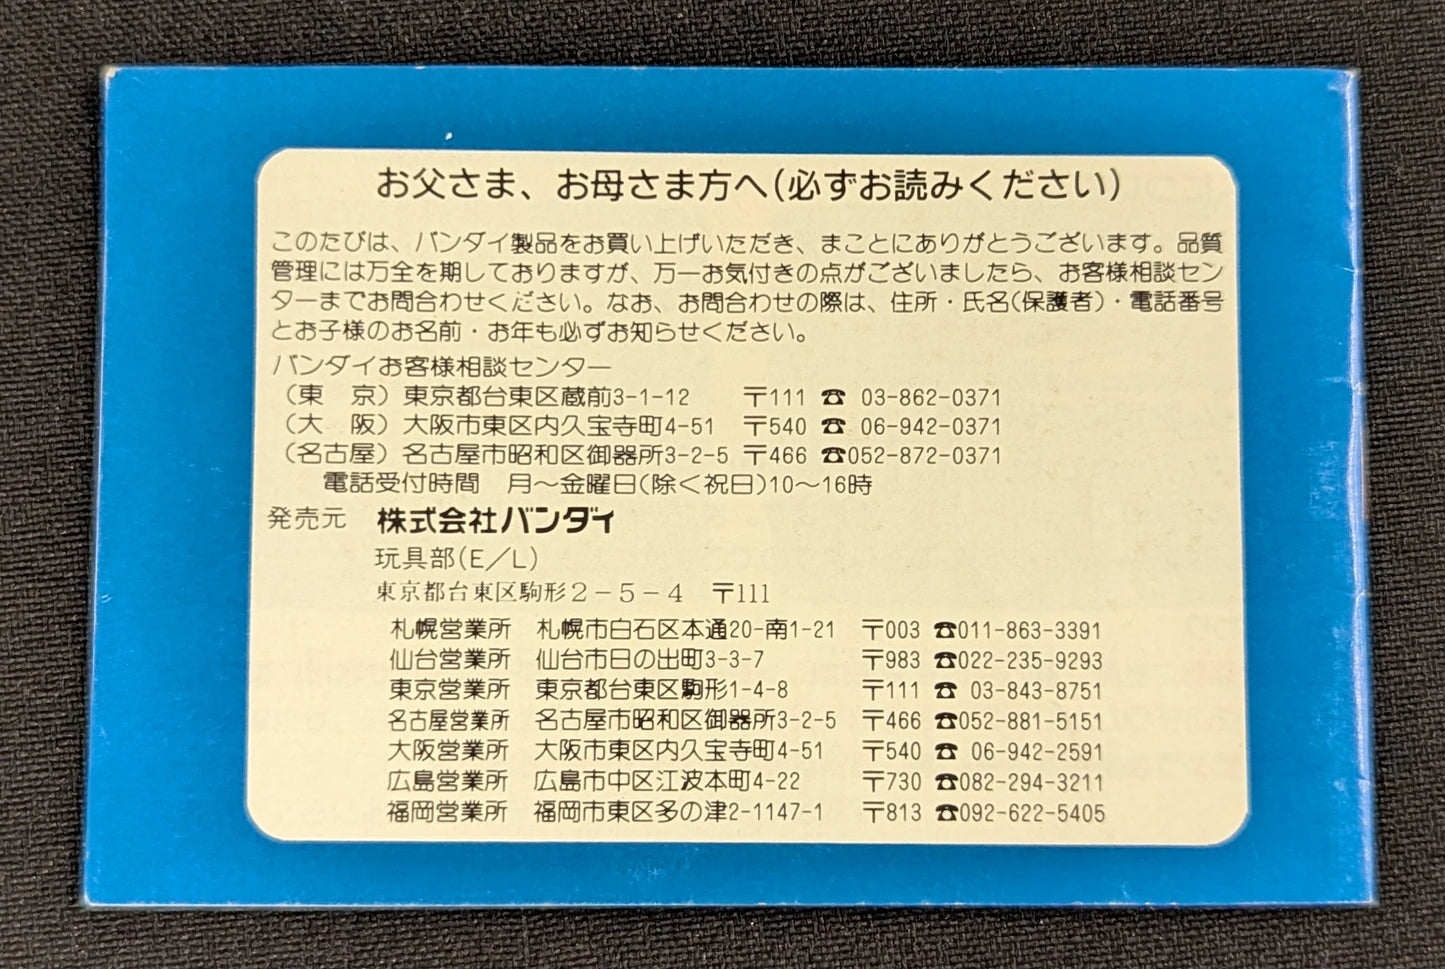 お父さま、お母さま方へ(必ずお読みください)
このたびは、バンダイ製品をお買い上げいただき、まことにありがとうございます。品質
管理には万全を期しておりますが、万一お気付きの点がございましたら、お客様相談セン
ターまでお問合わせください。なお、お問合わせの際は、住所・氏名(保護者)・電話番号
とお子様のお名前・お年も必ずお知らせください。
バンダイお客様相談センター
(東 京) 東京都台東区蔵前3-1-12 〒111 ☎ 03-862-0371
(大 阪) 大阪市東区内久宝寺町4-51 〒540 ☎ 06-942-0371
(名古屋) 名古屋市昭和区御器所3-2-5 〒466 ☎052-872-0371
電話受付時間 月〜金曜日(除く祝日)10〜16時
発売元 株式会社バンダイ
玩具部(E/L)
東京都台東区駒形2−5−4 〒111
札幌営業所 札幌市白石区本通20-南1-21 〒003 ☎011-863-3391
仙台営業所 仙台市日の出町3-3-7 〒983 ☎022-235-9293
東京営業所 東京都台東区駒形1-4-8 〒111 ☎ 03-843-8751
名古屋営業所 名古屋市昭和区御器所3-2-5 〒466 ☎052-881-5151
大阪営業所 大阪市東区内久宝寺町4-51 〒540 ☎ 06-942-2591
広島営業所 広島市中区江波本町4-22 〒730 ☎082-294-3211
福岡営業所 福岡市東区多の津2-1147-1 〒813 ☎092-622-5405